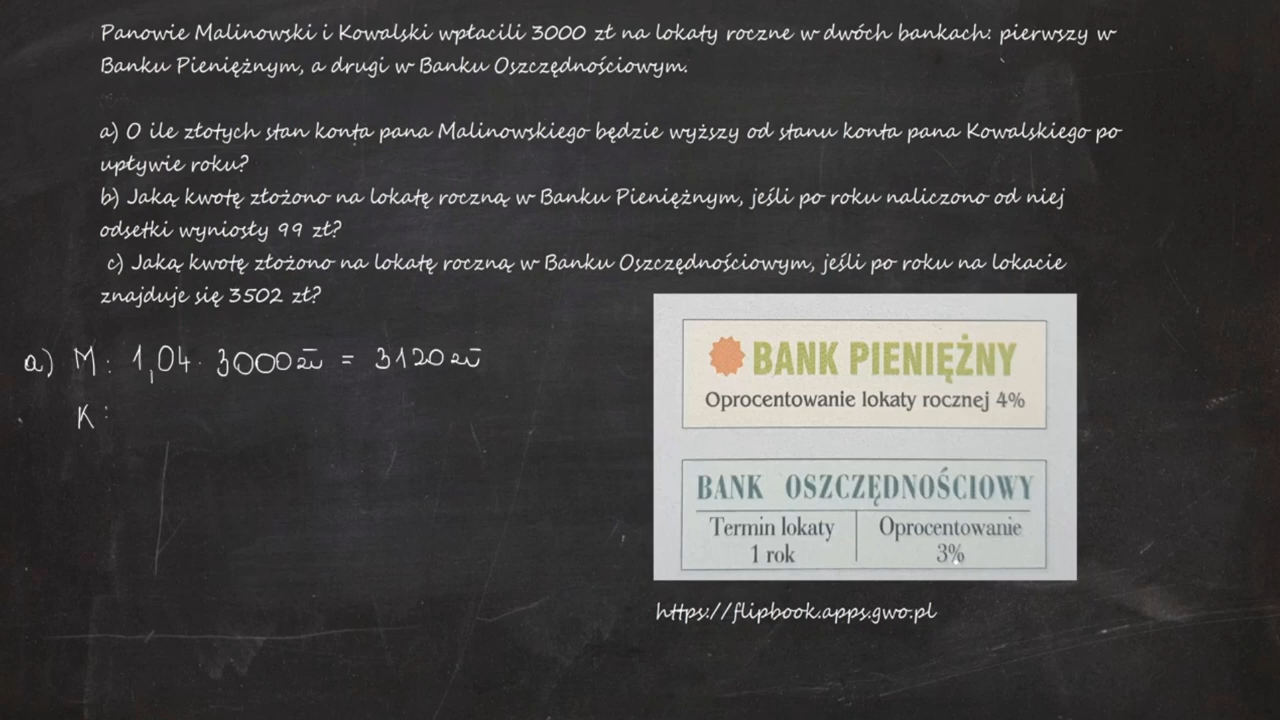 Panowie Malinowski i Kowalski wpłacili 3000 zł na lokaty roczne w dwóch bankach: pierwszy w
Banku Pieniężnym, a drugi w Banku Oszczędnościowym.
a) O ile złotych stan konta pana Malinowskiego będzie wyższy od stanu konta pana Kowalskiego po
upływie roku?
b) Jaką kwotę złożono na lokatę roczną w Banku Pieniężnym, jeśli po roku naliczono od niej
odsetki wyniosły 99 zł?
c) Jaką kwotę złożono na lokatę roczną w Banku Oszczędnościowym, jeśli po roku na lokacie
znajduje się 3502 zł?
a) M: 1,04 · 3000 zł = 3120 zł
K:
BANK PIENIĘŻNY
Oprocentowanie lokaty rocznej 4%
BANK OSZCZĘDNOŚCIOWY
Termin lokaty Oprocentowanie
1 rok 3%
https://flipbook.apps.gwo.pl